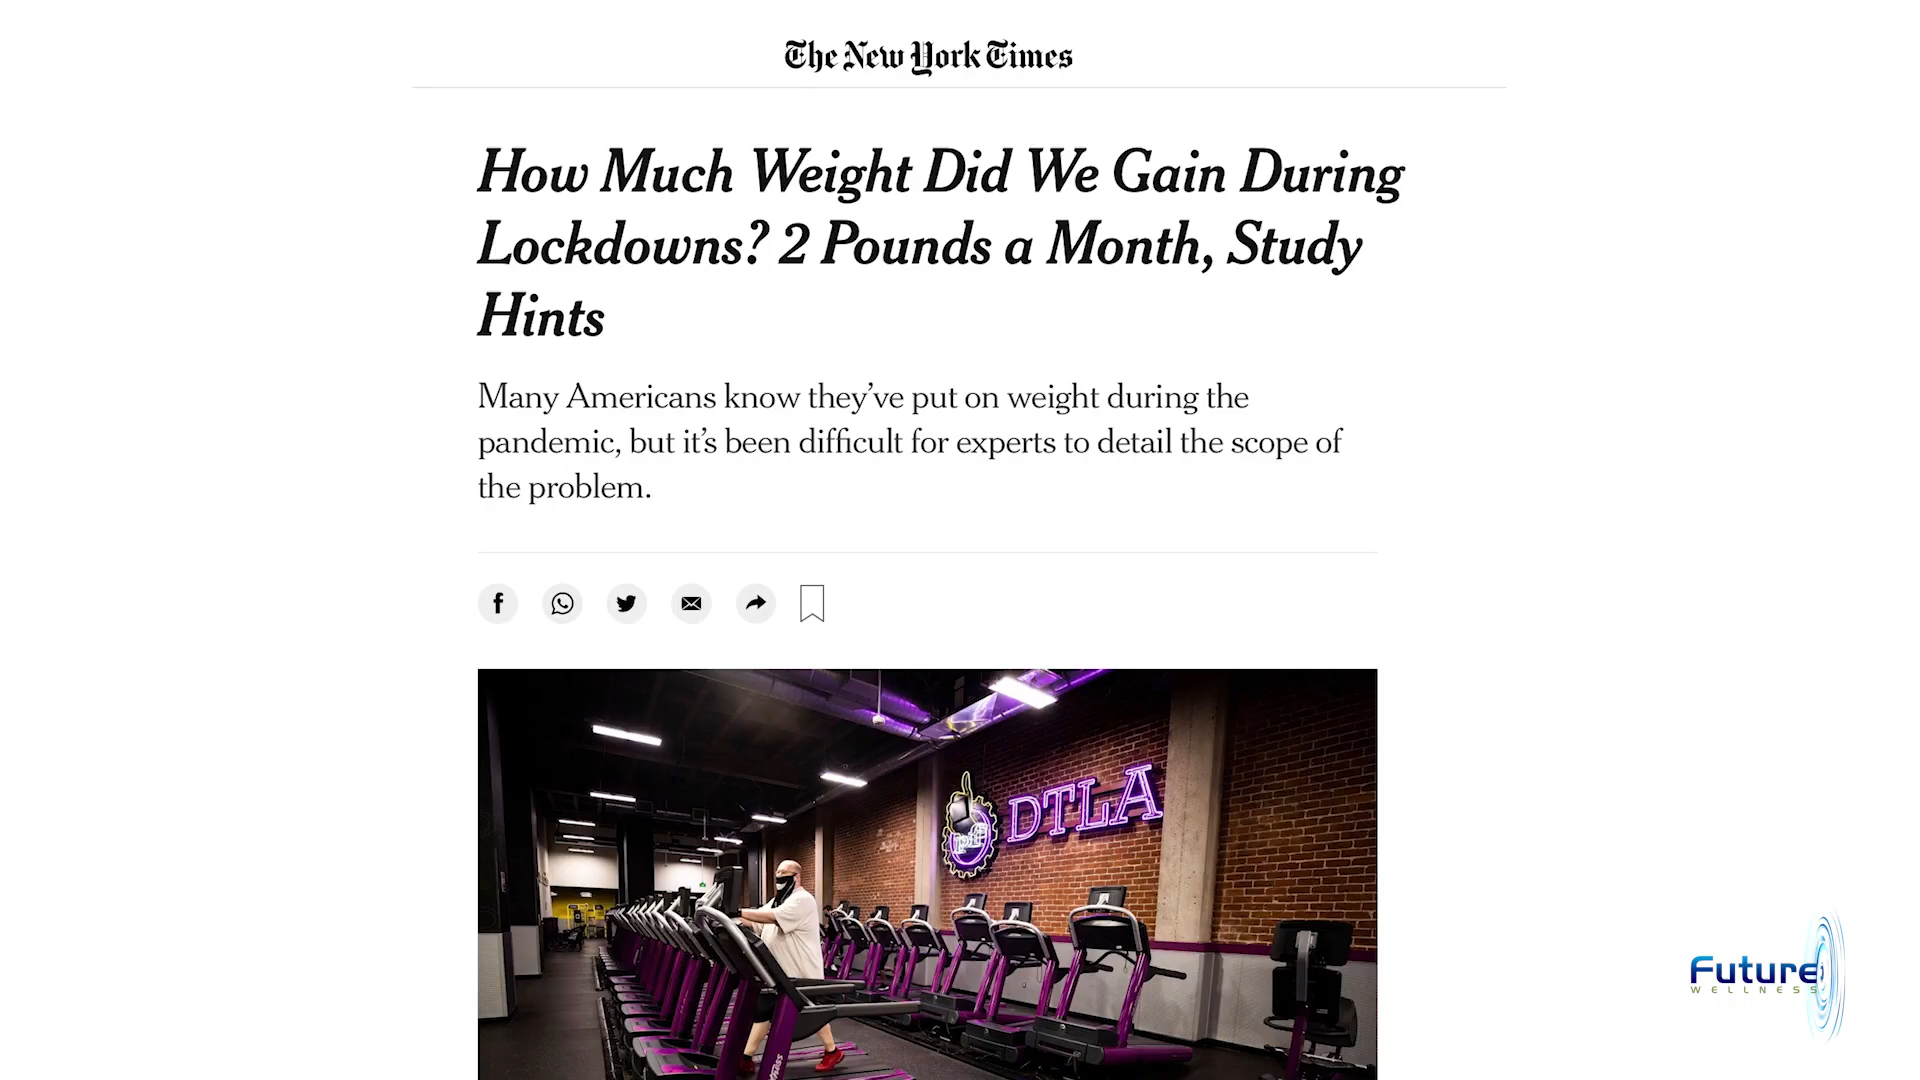 The New York Times
How Much Weight Did We Gain During
Lockdowns? 2 Pounds a Month, Study
Hints
Many Americans know they’ve put on weight during the
pandemic, but it’s been difficult for experts to detail the scope of
the problem.
DTLA
pf
Future
WELLNESS